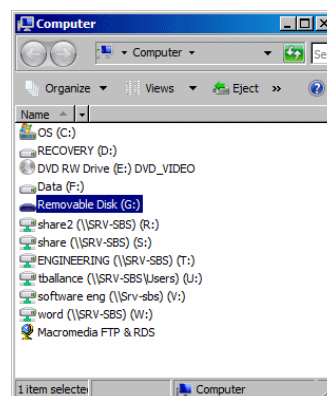 Computer
Computer
Se
Organize Views Eject »
Name
OS (C:)
RECOVERY (D:)
DVD RW Drive (E:) DVD_VIDEO
Data (F:)
Removable Disk (G:)
share2 (\\SRV-SBS) (R:)
share (\\SRV-SBS) (S:)
ENGINEERING (\\SRV-SBS) (T:)
tballance (\\SRV-SBS\Users) (U:)
software eng (\\Srv-sbs) (V:)
word (\\SRV-SBS) (W:)
Macromedia FTP & RDS
1 item selecte Computer